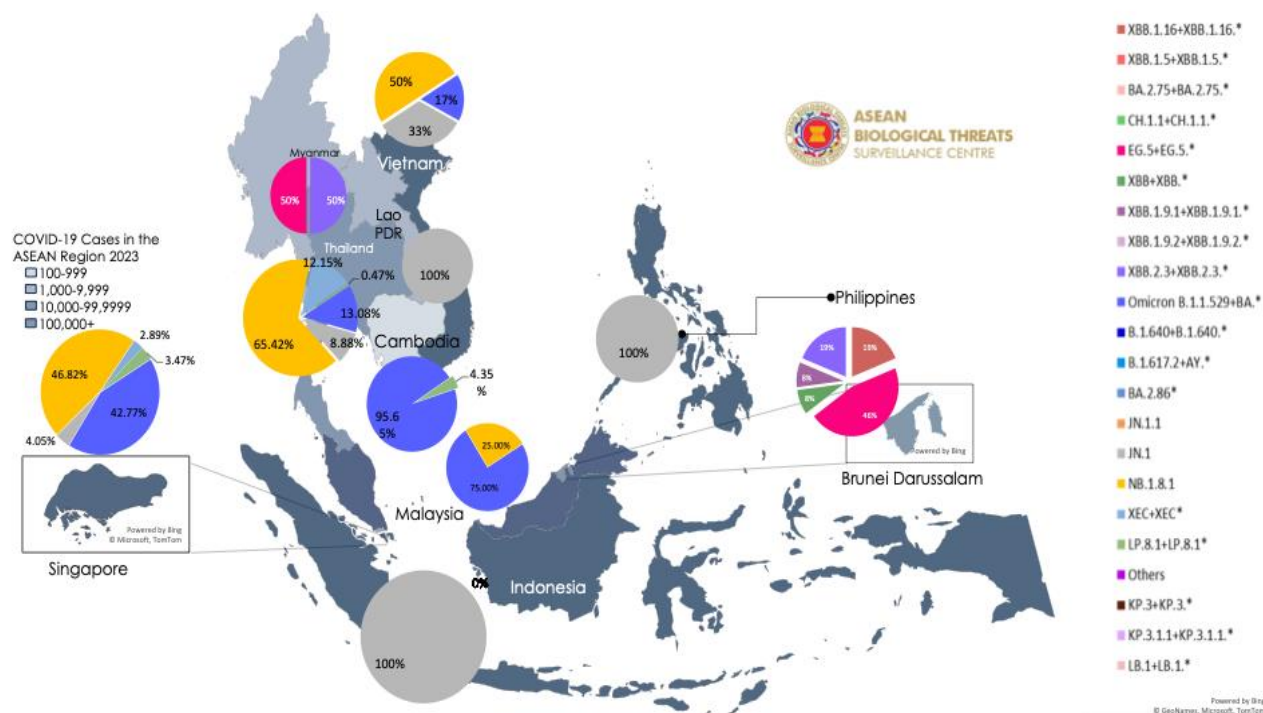 50%
17%
33%
Vietnam
Myanmar
50%
50%
Lao
PDR
Thailand
12.15%
0.47%
13.08%
8.88%
65.42%
100%
Cambodia
4.35
%
95.6
5%
COVID-19 Cases in the
ASEAN Region 2023
100-999
1,000-9,999
10,000-99,9999
100,000+
2.89%
3.47%
46.82%
42.77%
4.05%
Powered by Bing
© Microsoft, TomTom
Singapore
25.00%
75.00%
Malaysia
0%
Indonesia
100%
ASEAN BIOLOGICAL THREATS SURVEILLANCE CENTRE
ASEAN
BIOLOGICAL THREATS
SURVEILLANCE CENTRE
Philippines
100%
19%
19%
8%
8%
46%
Powered by Bing
Brunei Darussalam
XBB.1.16+XBB.1.16.*
XBB.1.5+XBB.1.5.*
BA.2.75+BA.2.75.*
CH.1.1+CH.1.1.*
EG.5+EG.5.*
XBB+XBB.*
XBB.1.9.1+XBB.1.9.1.*
XBB.1.9.2+XBB.1.9.2.*
XBB.2.3+XBB.2.3.*
Omicron B.1.1.529+BA.*
B.1.640+B.1.640.*
B.1.617.2+AY.*
BA.2.86*
JN.1.1
JN.1
NB.1.8.1
XEC+XEC*
LP.8.1+LP.8.1*
Others
KP.3+KP.3.*
KP.3.1.1+KP.3.1.1.*
LB.1+LB.1.*
Powered by Bing
© GeoNames, Microsoft, TomTom